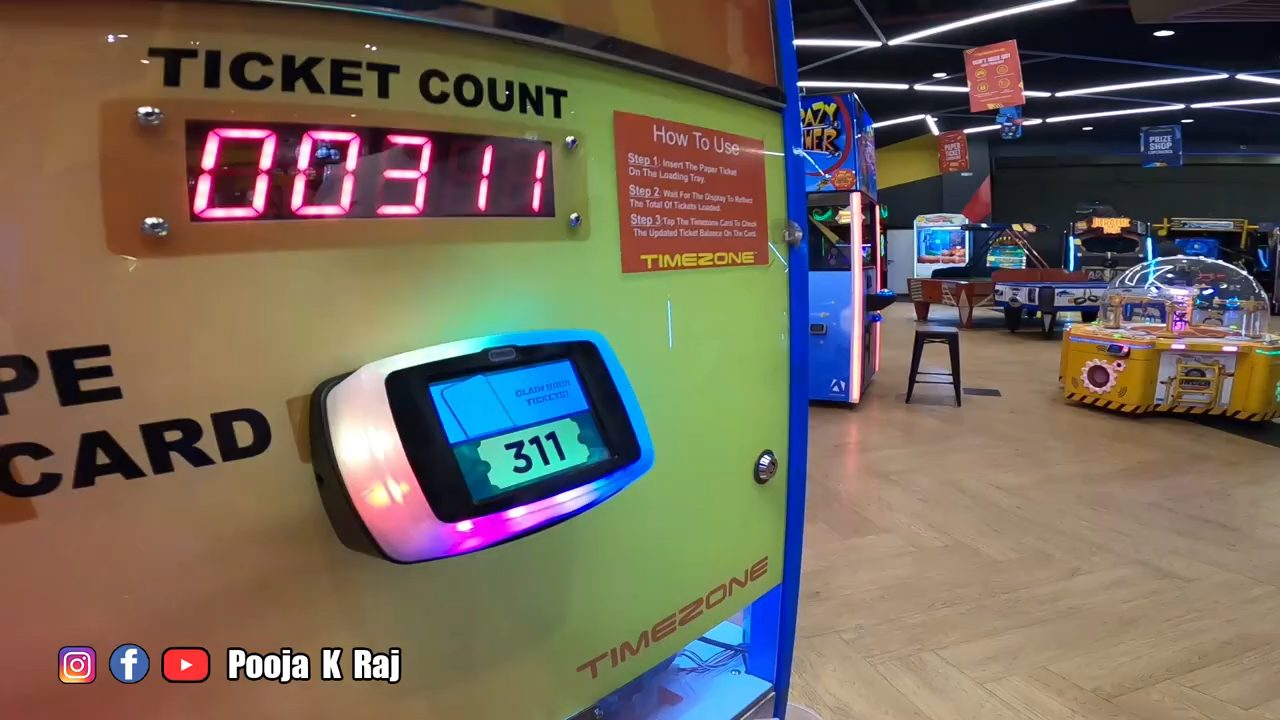 TICKET COUNT
00311
How To Use
Step 1: Insert The Paper Ticket
On The Loading Tray.
Step 2: Wait For The Display To Reflect
The Total Of Tickets Loaded.
Step 3:Tap The Timezone Card To Check
The Updated Ticket Balance On The Card.
TIMEZONE
CLAIM YOUR
TICKETS!
311
PE
CARD
TIMEZONE
PRIZE
SHOP
JURASSIC
Pooja K Raj